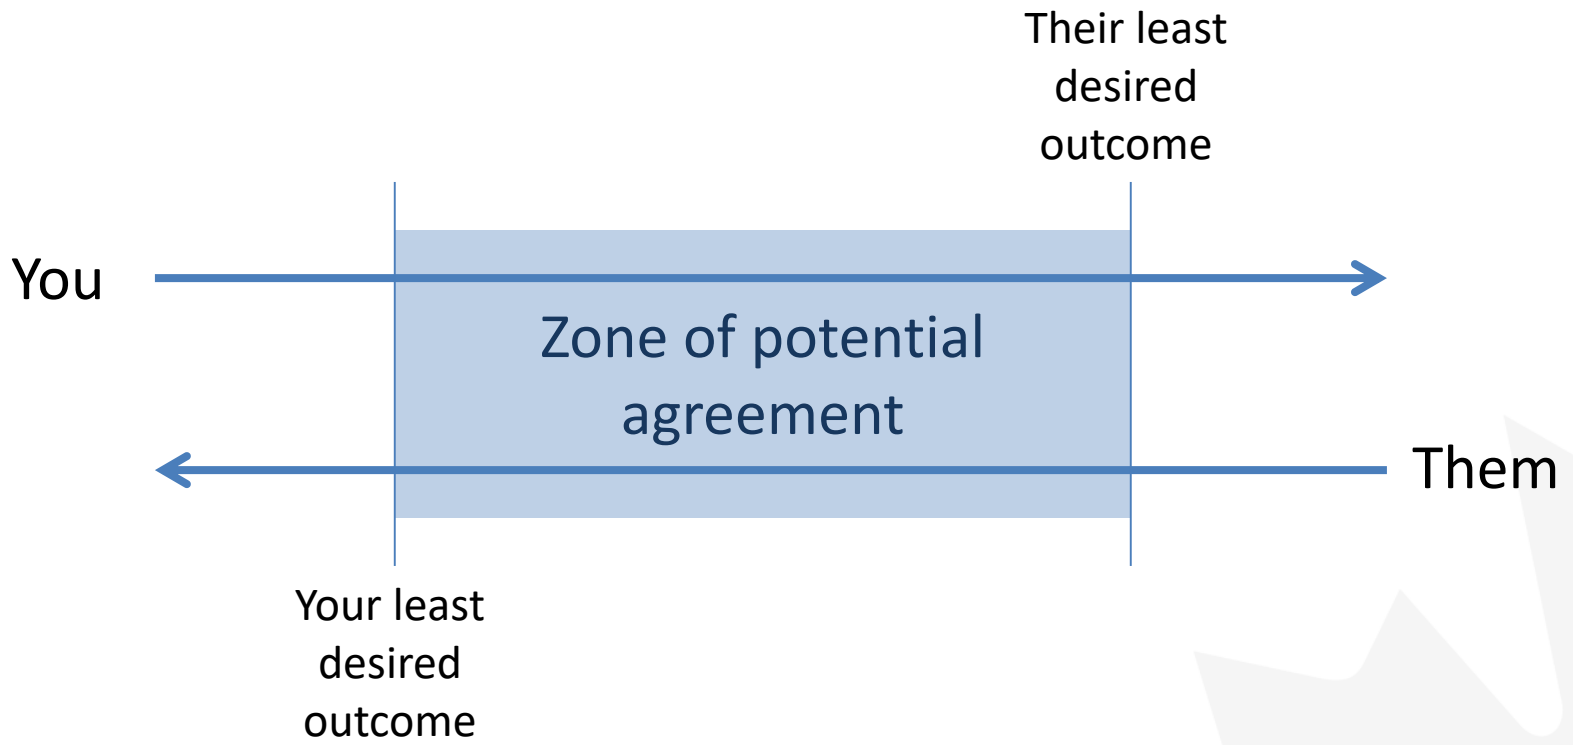 Their least
desired
outcome
You
Zone of potential
agreement
Them
Your least
desired
outcome